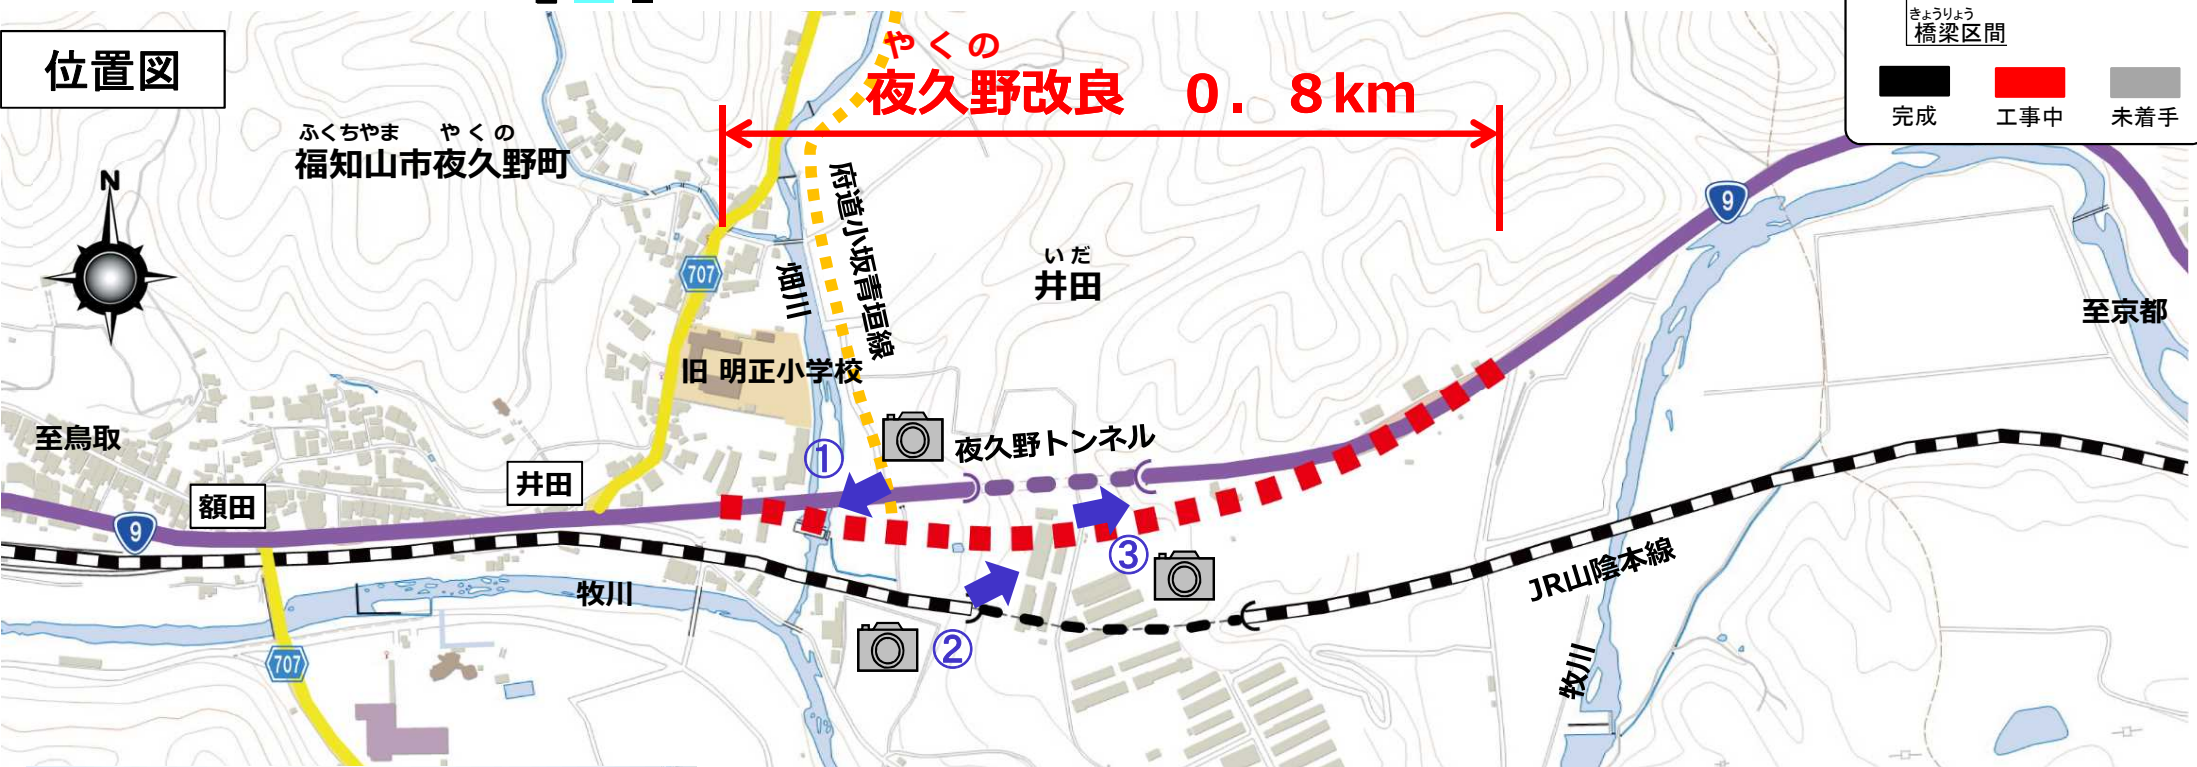 位置図
きょうりょう
橋梁区間
完成 工事中 未着手
やくの
夜久野改良 0.8km
ふくちやま やくの
福知山市夜久野町
N
府道小坂青垣線
9
707
畑川
いだ
井田
至京都
旧 明正小学校
至鳥取
夜久野トンネル
①
井田
額田
9
③
JR山陰本線
牧川
②
707
牧川